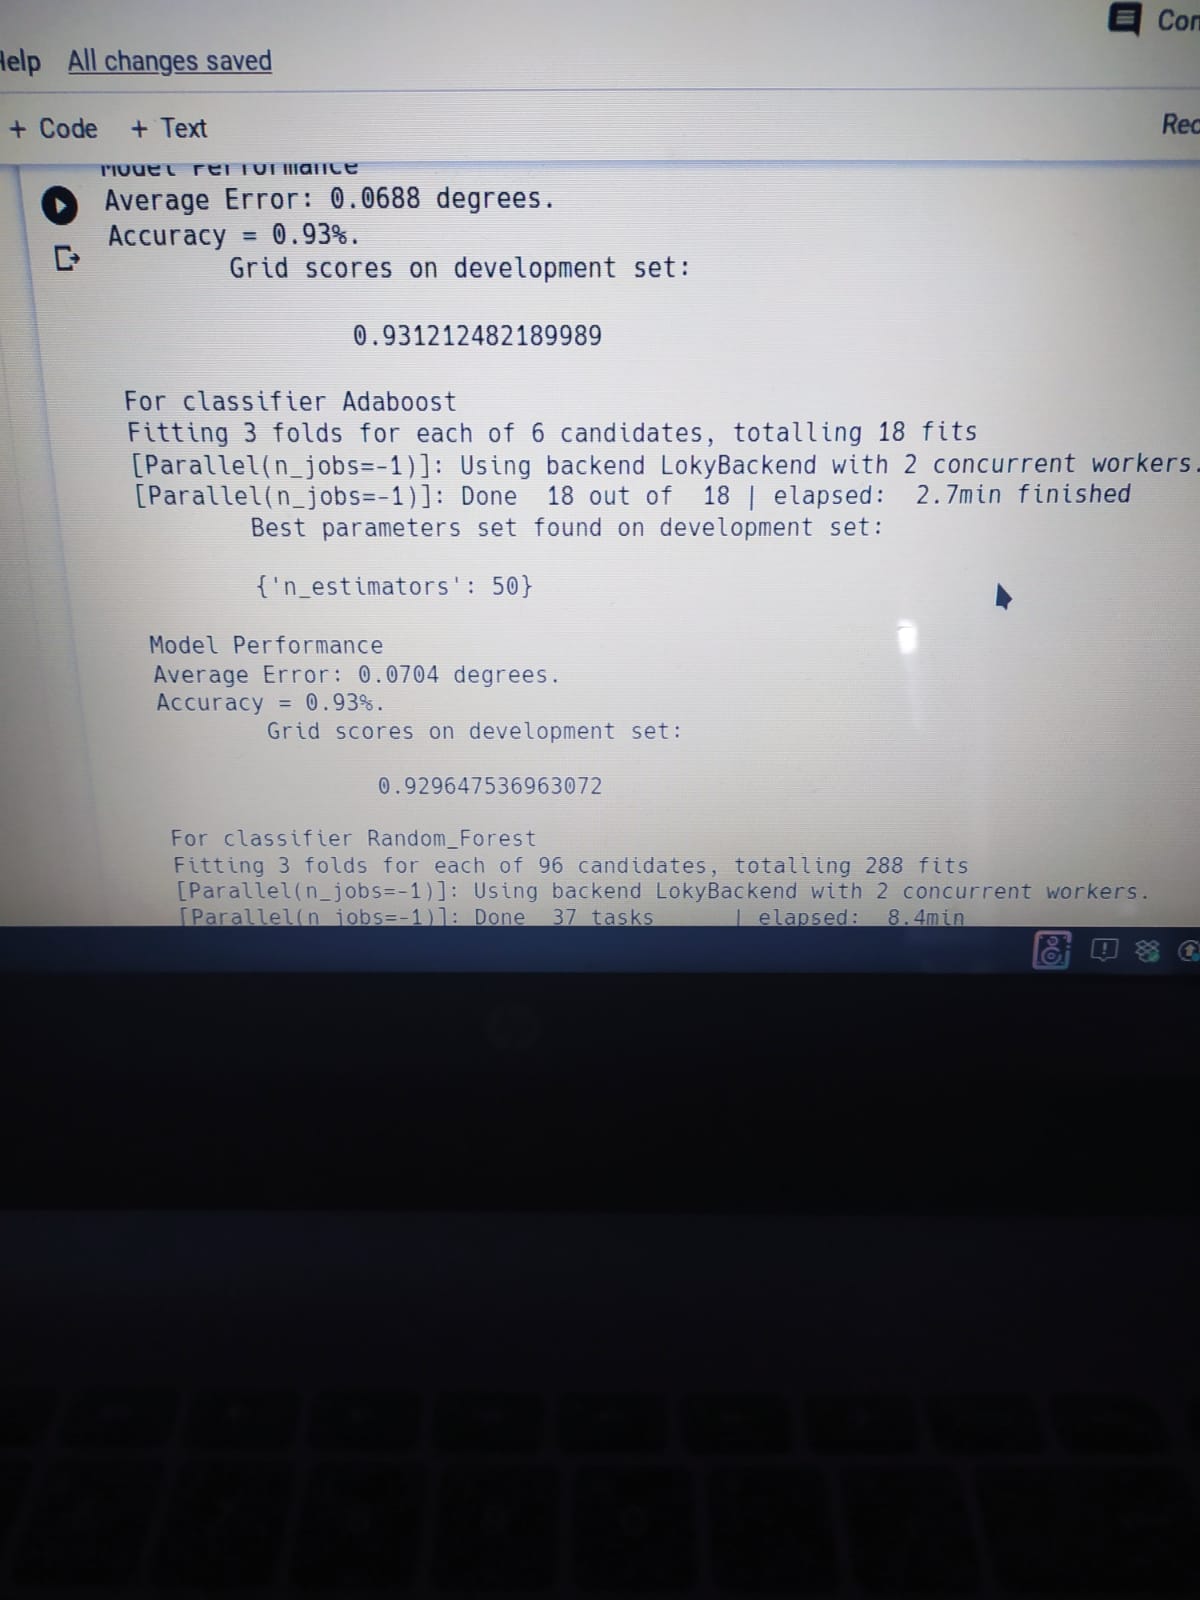 Help All changes saved
+ Code + Text
Model Performance
Average Error: 0.0688 degrees.
Accuracy = 0.93%.
Grid scores on development set:
0.931212482189989
For classifier Adaboost
Fitting 3 folds for each of 6 candidates, totalling 18 fits
[Parallel(n_jobs=-1)]: Using backend LokyBackend with 2 concurrent workers.
[Parallel(n_jobs=-1)]: Done 18 out of 18 | elapsed: 2.7min finished
Best parameters set found on development set:
{'n_estimators': 50}
Model Performance
Average Error: 0.0704 degrees.
Accuracy = 0.93%.
Grid scores on development set:
0.929647536963072
For classifier Random_Forest
Fitting 3 folds for each of 96 candidates, totalling 288 fits
[Parallel(n_jobs=-1)]: Using backend LokyBackend with 2 concurrent workers.
[Parallel(n_jobs=-1)]: Done 37 tasks | elapsed: 8.4min